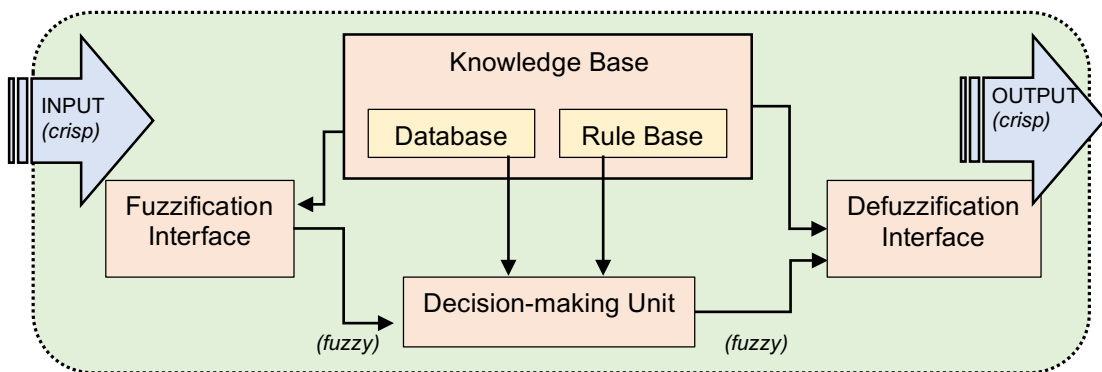 Knowledge Base
INPUT
(crisp)
OUTPUT
(crisp)
Database
Rule Base
Fuzzification
Interface
Defuzzification
Interface
Decision-making Unit
(fuzzy)
(fuzzy)